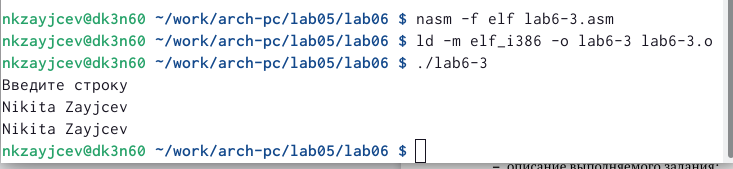 nkzayjcev@dk3n60 ~/work/arch-pc/lab05/lab06 $ nasm -f elf lab6-3.asm
nkzayjcev@dk3n60 ~/work/arch-pc/lab05/lab06 $ ld -m elf_i386 -o lab6-3 lab6-3.o
nkzayjcev@dk3n60 ~/work/arch-pc/lab05/lab06 $ ./lab6-3
Введите строку
Nikita Zayjcev
Nikita Zayjcev
nkzayjcev@dk3n60 ~/work/arch-pc/lab05/lab06 $
– описание выполняемого задания;